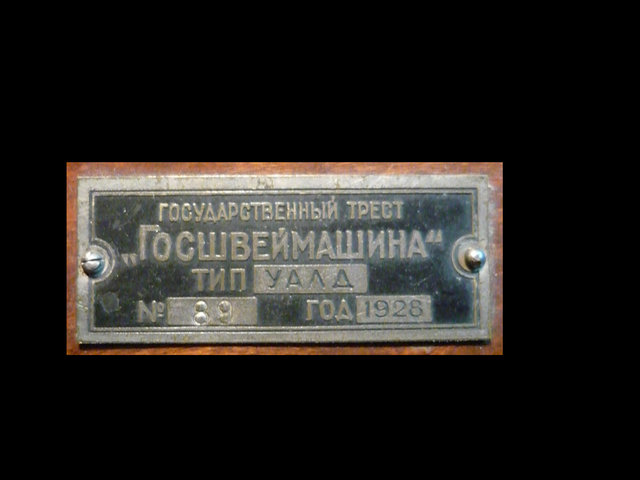 ГОСУДАРСТВЕННЫЙ ТРЕСТ
„ГОСШВЕЙМАШИНА“
ТИП УАЛД
№ 89 ГОД 1928